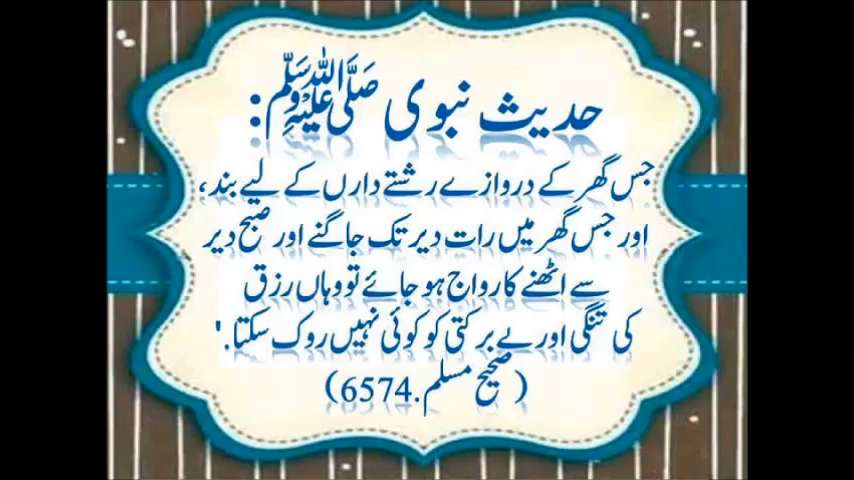 حدیث نبوی صَلَّی اللہُ عَلَیْہِ وَسَلَّم:
جس گھر کے دروازے رشتے داروں کے لیے بند،
اور جس گھر میں رات دیر تک جاگنے اور صبح دیر
سے اٹھنے کا رواج ہو جائے تو وہاں رزق
کی تنگی اور بے برکتی کو کوئی نہیں روک سکتا.'
(صحیح مسلم.6574)